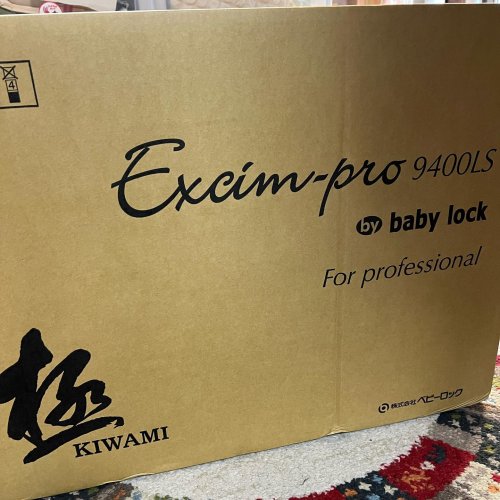 4
Excim-pro 9400LS
by baby lock
For professional
極
KIWAMI
株式会社 ベビーロック